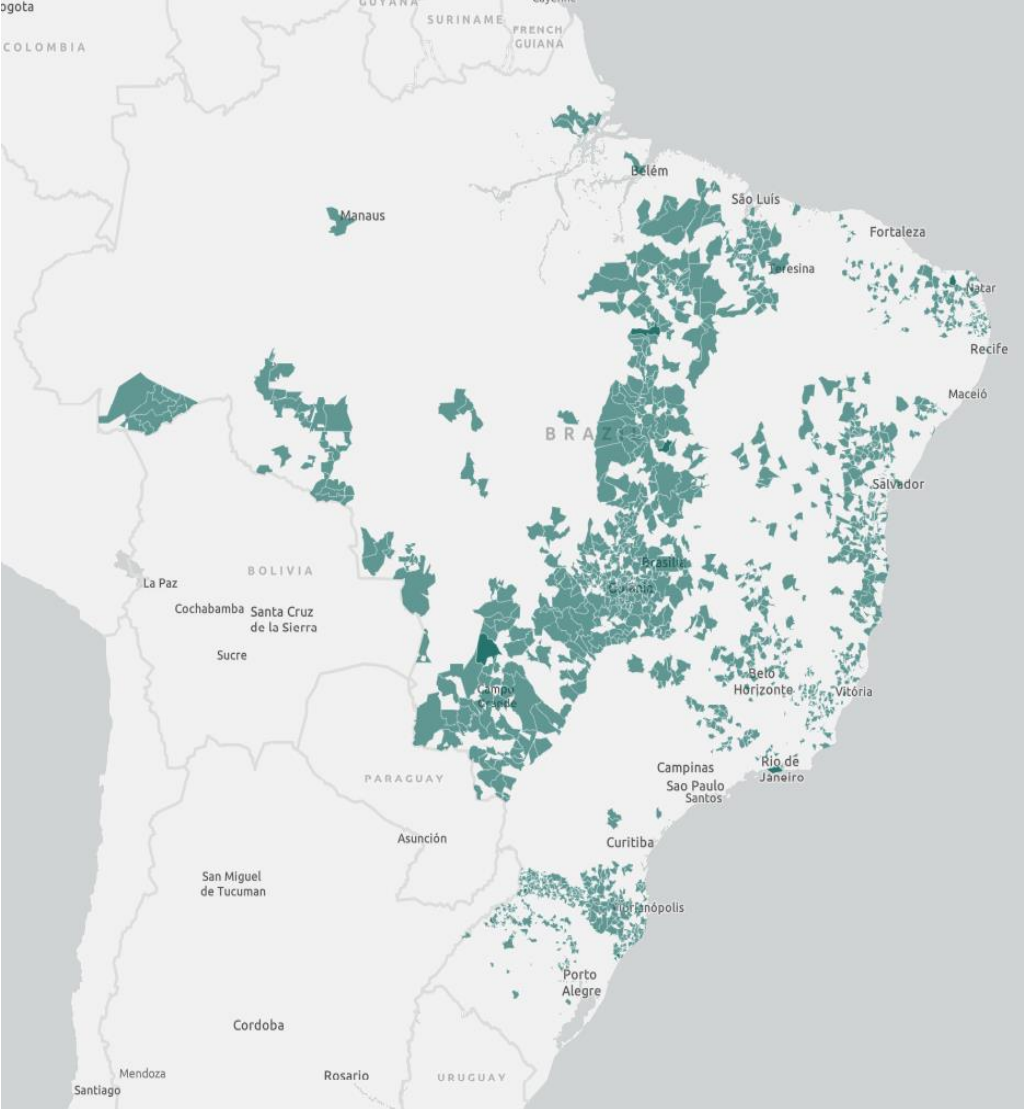 ogota
GUYANA
Cayenne
SURINAME
COLOMBIA
FRENCH
GUIANA
Belém
São Luís
Manaus
Fortaleza
Teresina
Natar
Recife
Maceió
BRAZ
Salvador
Brasília
BOLIVIA
La Paz
Goiânia
Cochabamba
Santa Cruz
de la Sierra
Sucre
Belo
Horizonte
Campo
Grande
Vitória
Rio de
Janeiro
Campinas
Sao Paulo
Santos
PARAGUAY
Asunción
Curitiba
San Miguel
de Tucuman
Florianópolis
Porto
Alegre
Cordoba
Mendoza
Rosario
URUGUAY
Santiago